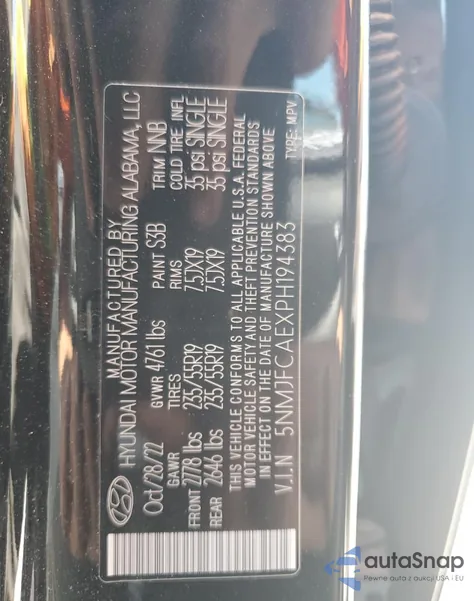 MANUFACTURED BY
HYUNDAI MOTOR MANUFACTURING ALABAMA, LLC
Oct/28/22 GVWR 4761 lbs PAINT S3B TRIM NNB
GAWR TIRES RIMS COLD TIRE INFL
FRONT 2778 lbs 235/55R19 7.5JX19 35 psi SINGLE
REAR 2646 lbs 235/55R19 7.5JX19 35 psi SINGLE
THIS VEHICLE CONFORMS TO ALL APPLICABLE U.S.A. FEDERAL
MOTOR VEHICLE SAFETY AND THEFT PREVENTION STANDARDS
IN EFFECT ON THE DATE OF MANUFACTURE SHOWN ABOVE
V.I.N 5NMJFCAEXPH194383 TYPE: MPV
autoSnap
Pewne auta z aukcji USA i EU